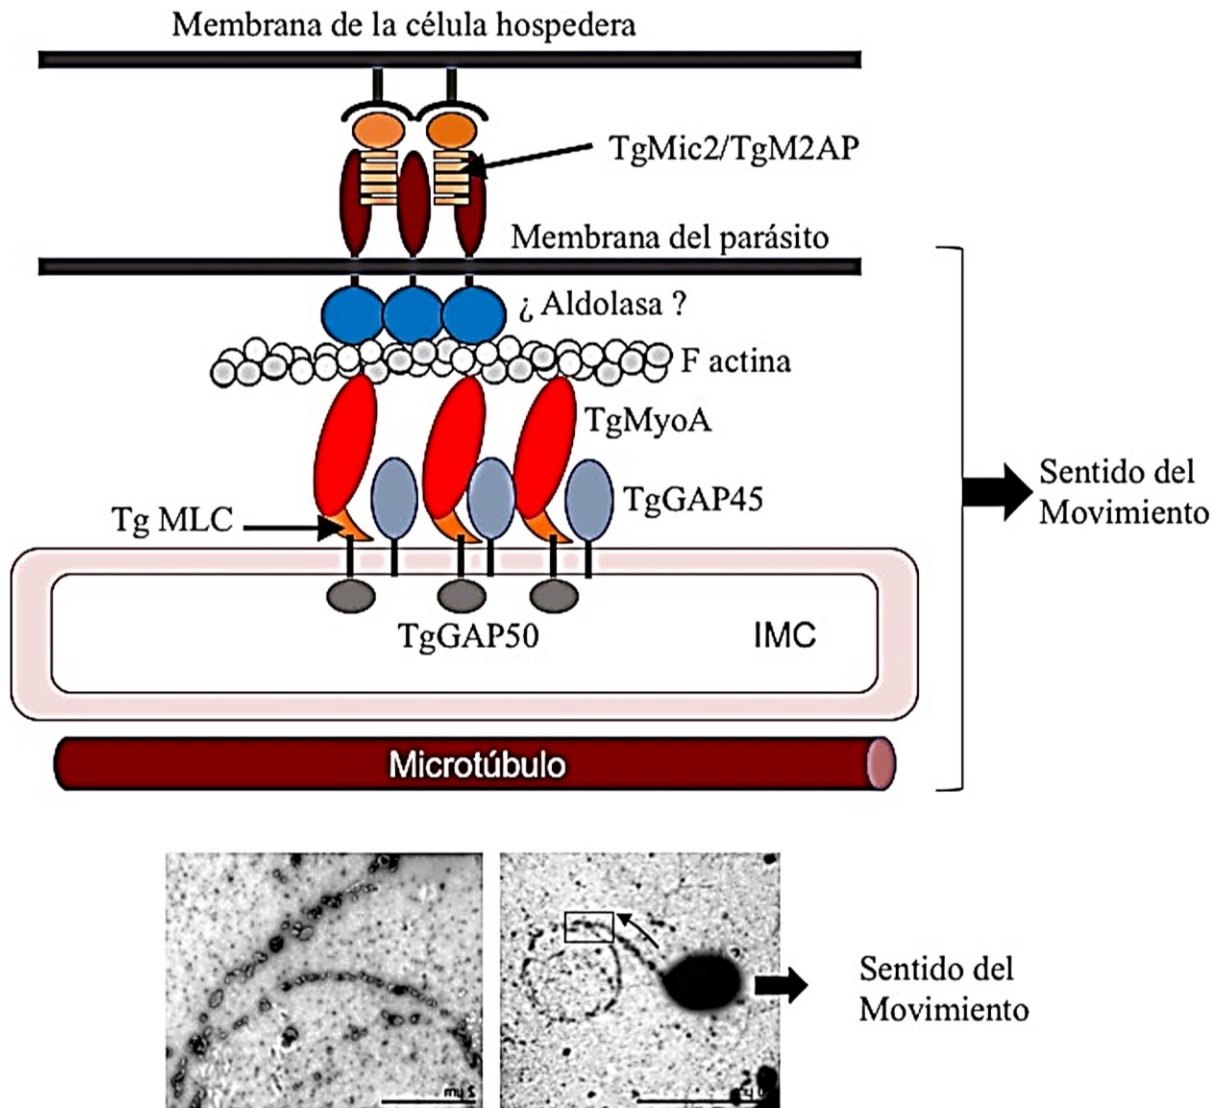 Membrana de la célula hospedera
TgMic2/TgM2AP
Membrana del parásito
¿ Aldolasa ?
F actina
TgMyoA
TgGAP45
Sentido del
Movimiento
Tg MLC
TgGAP50
IMC
Microtúbulo
Sentido del
Movimiento